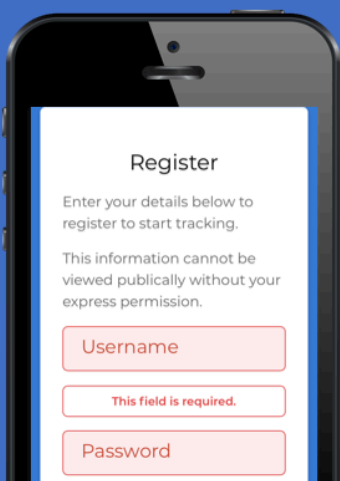 Register
Enter your details below to
register to start tracking.
This information cannot be
viewed publically without your
express permission.
Username
This field is required.
Password